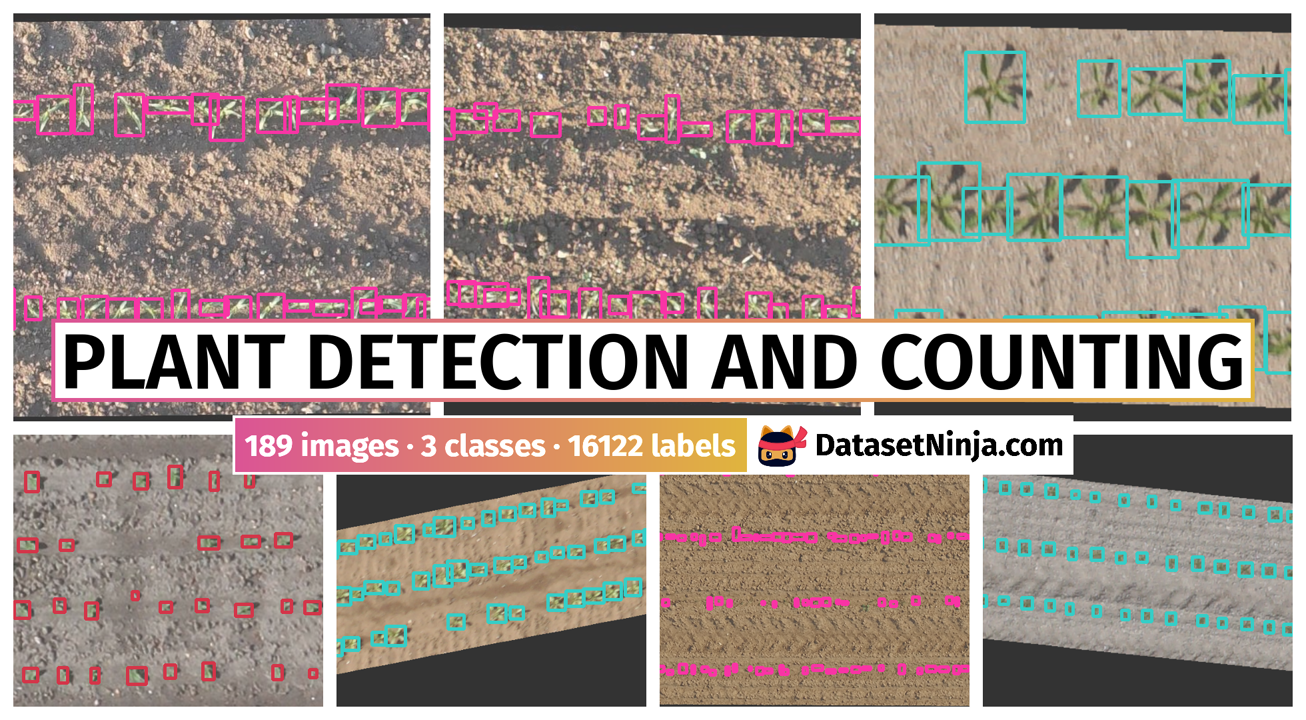 PLANT DETECTION AND COUNTING
189 images · 3 classes · 16122 labels
DatasetNinja.com